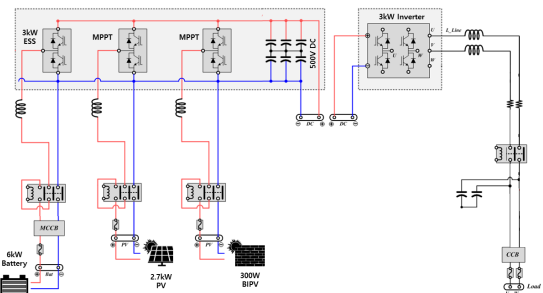 3kW
ESS
MPPT
MPPT
500V DC
3kW Inverter
U
L_Line
V
W
U
W
DC
DC
MCCB
6kW
Battery
Bat
PV
PV
2.7kW
PV
300W
BIPV
CCB
Load